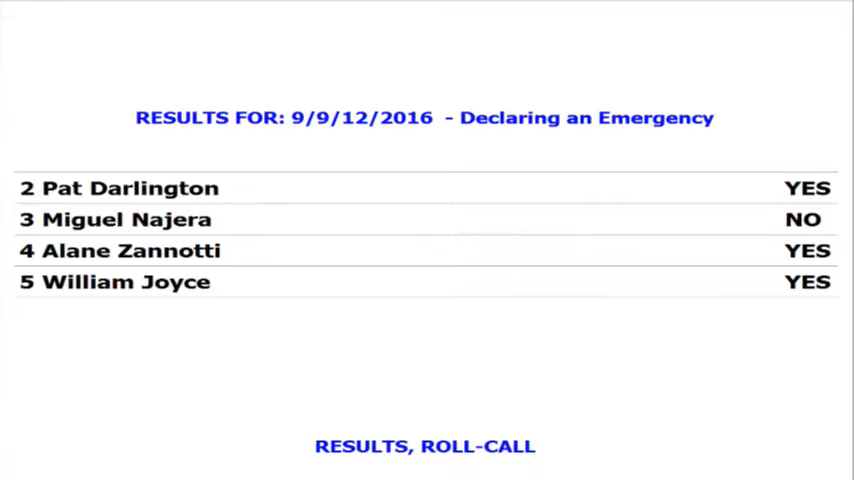 RESULTS FOR: 9/9/12/2016 - Declaring an Emergency
2 Pat Darlington YES
3 Miguel Najera NO
4 Alane Zannotti YES
5 William Joyce YES
RESULTS, ROLL-CALL